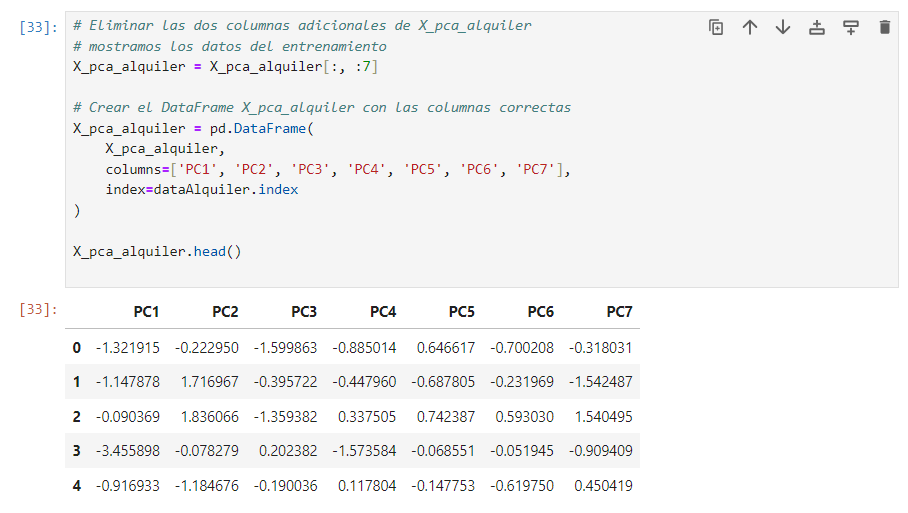 [33]: # Eliminar las dos columnas adicionales de X_pca_alquiler
# mostramos los datos del entrenamiento
X_pca_alquiler = X_pca_alquiler[:, :7]
# Crear el DataFrame X_pca_alquiler con las columnas correctas
X_pca_alquiler = pd.DataFrame(
X_pca_alquiler,
columns=['PC1', 'PC2', 'PC3', 'PC4', 'PC5', 'PC6', 'PC7'],
index=dataAlquiler.index
)
X_pca_alquiler.head()
[33]: PC1 PC2 PC3 PC4 PC5 PC6 PC7
0 -1.321915 -0.222950 -1.599863 -0.885014 0.646617 -0.700208 -0.318031
1 -1.147878 1.716967 -0.395722 -0.447960 -0.687805 -0.231969 -1.542487
2 -0.090369 1.836066 -1.359382 0.337505 0.742387 0.593030 1.540495
3 -3.455898 -0.078279 0.202382 -1.573584 -0.068551 -0.051945 -0.909409
4 -0.916933 -1.184676 -0.190036 0.117804 -0.147753 -0.619750 0.450419